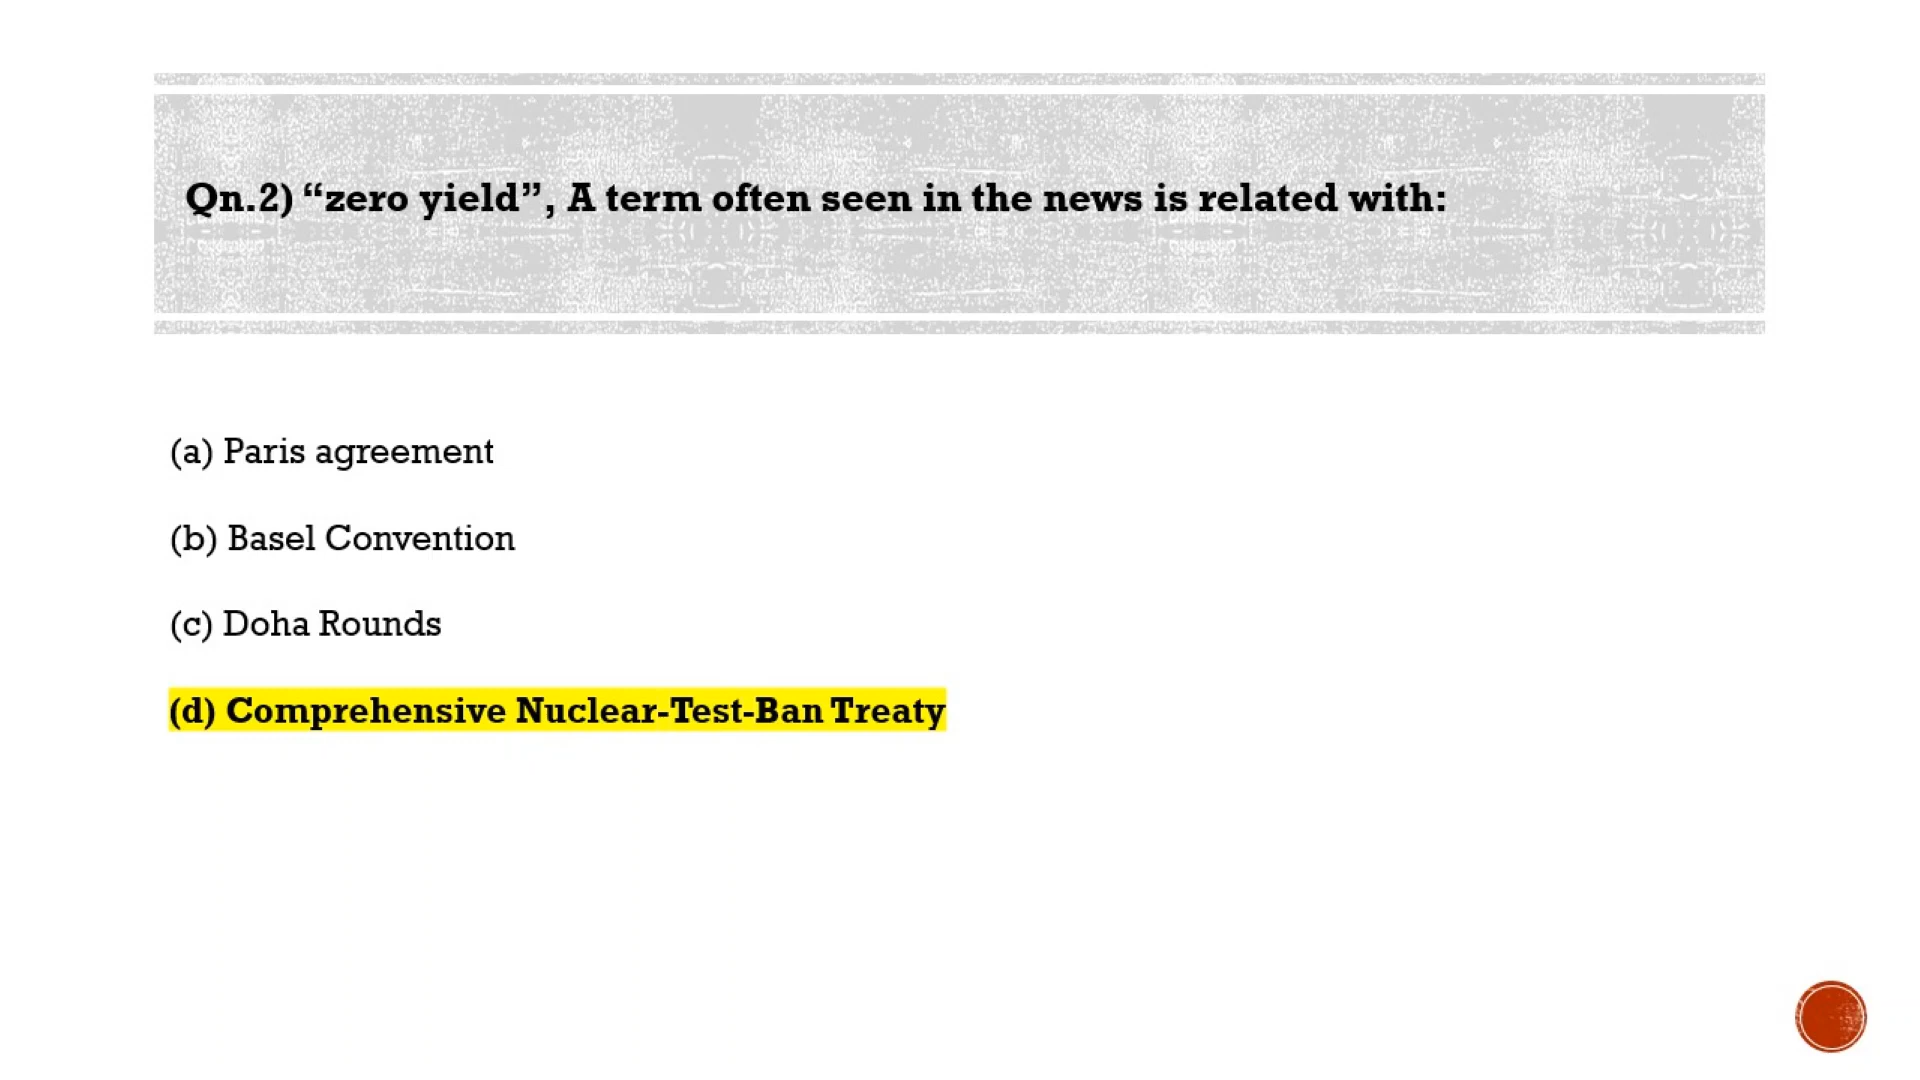 Qn.2) “zero yield”, A term often seen in the news is related with:
(a) Paris agreement
(b) Basel Convention
(c) Doha Rounds
(d) Comprehensive Nuclear-Test-Ban Treaty